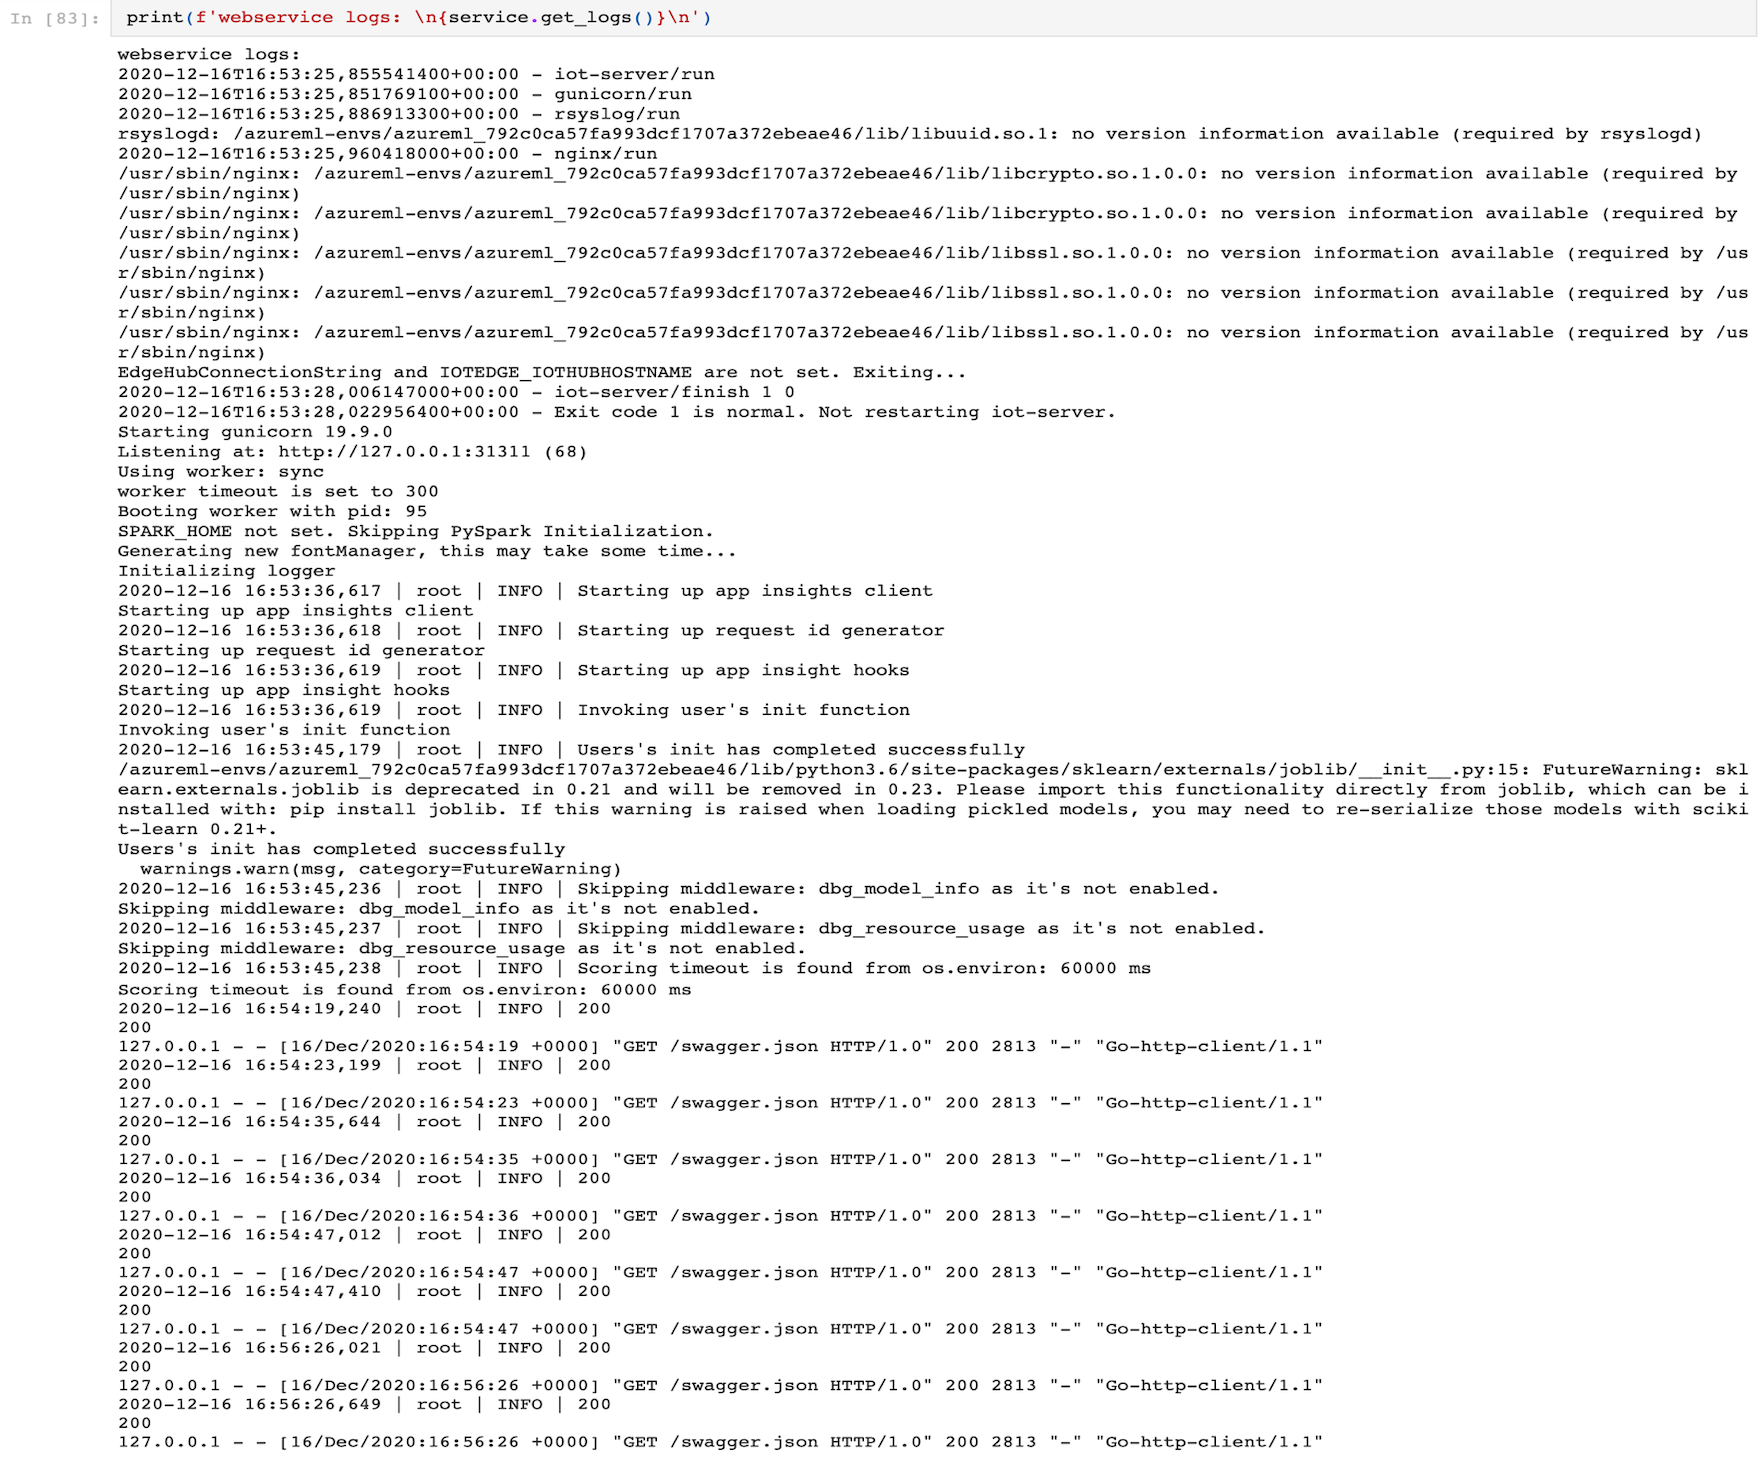 In [83]: print(f'webservice logs: \n{service.get_logs()}\n')
webservice logs:
2020-12-16T16:53:25,855541400+00:00 - iot-server/run
2020-12-16T16:53:25,851769100+00:00 - gunicorn/run
2020-12-16T16:53:25,886913300+00:00 - rsyslog/run
rsyslogd: /azureml-envs/azureml_792c0ca57fa993dcf1707a372ebeae46/lib/libuuid.so.1: no version information available (required by rsyslogd)
2020-12-16T16:53:25,960418000+00:00 - nginx/run
/usr/sbin/nginx: /azureml-envs/azureml_792c0ca57fa993dcf1707a372ebeae46/lib/libcrypto.so.1.0.0: no version information available (required by
/usr/sbin/nginx)
/usr/sbin/nginx: /azureml-envs/azureml_792c0ca57fa993dcf1707a372ebeae46/lib/libcrypto.so.1.0.0: no version information available (required by
/usr/sbin/nginx)
/usr/sbin/nginx: /azureml-envs/azureml_792c0ca57fa993dcf1707a372ebeae46/lib/libssl.so.1.0.0: no version information available (required by /us
r/sbin/nginx)
/usr/sbin/nginx: /azureml-envs/azureml_792c0ca57fa993dcf1707a372ebeae46/lib/libssl.so.1.0.0: no version information available (required by /us
r/sbin/nginx)
/usr/sbin/nginx: /azureml-envs/azureml_792c0ca57fa993dcf1707a372ebeae46/lib/libssl.so.1.0.0: no version information available (required by /us
r/sbin/nginx)
EdgeHubConnectionString and IOTEDGE_IOTHUBHOSTNAME are not set. Exiting...
2020-12-16T16:53:28,006147000+00:00 - iot-server/finish 1 0
2020-12-16T16:53:28,022956400+00:00 - Exit code 1 is normal. Not restarting iot-server.
Starting gunicorn 19.9.0
Listening at: http://127.0.0.1:31311 (68)
Using worker: sync
worker timeout is set to 300
Booting worker with pid: 95
SPARK_HOME not set. Skipping PySpark Initialization.
Generating new fontManager, this may take some time...
Initializing logger
2020-12-16 16:53:36,617 | root | INFO | Starting up app insights client
Starting up app insights client
2020-12-16 16:53:36,618 | root | INFO | Starting up request id generator
Starting up request id generator
2020-12-16 16:53:36,619 | root | INFO | Starting up app insight hooks
Starting up app insight hooks
2020-12-16 16:53:36,619 | root | INFO | Invoking user's init function
Invoking user's init function
2020-12-16 16:53:45,179 | root | INFO | Users's init has completed successfully
/azureml-envs/azureml_792c0ca57fa993dcf1707a372ebeae46/lib/python3.6/site-packages/sklearn/externals/joblib/__init__.py:15: FutureWarning: skl
earn.externals.joblib is deprecated in 0.21 and will be removed in 0.23. Please import this functionality directly from joblib, which can be i
nstalled with: pip install joblib. If this warning is raised when loading pickled models, you may need to re-serialize those models with sciki
t-learn 0.21+.
Users's init has completed successfully
  warnings.warn(msg, category=FutureWarning)
2020-12-16 16:53:45,236 | root | INFO | Skipping middleware: dbg_model_info as it's not enabled.
Skipping middleware: dbg_model_info as it's not enabled.
2020-12-16 16:53:45,237 | root | INFO | Skipping middleware: dbg_resource_usage as it's not enabled.
Skipping middleware: dbg_resource_usage as it's not enabled.
2020-12-16 16:53:45,238 | root | INFO | Scoring timeout is found from os.environ: 60000 ms
Scoring timeout is found from os.environ: 60000 ms
2020-12-16 16:54:19,240 | root | INFO | 200
200
127.0.0.1 - - [16/Dec/2020:16:54:19 +0000] "GET /swagger.json HTTP/1.0" 200 2813 "-" "Go-http-client/1.1"
2020-12-16 16:54:23,199 | root | INFO | 200
200
127.0.0.1 - - [16/Dec/2020:16:54:23 +0000] "GET /swagger.json HTTP/1.0" 200 2813 "-" "Go-http-client/1.1"
2020-12-16 16:54:35,644 | root | INFO | 200
200
127.0.0.1 - - [16/Dec/2020:16:54:35 +0000] "GET /swagger.json HTTP/1.0" 200 2813 "-" "Go-http-client/1.1"
2020-12-16 16:54:36,034 | root | INFO | 200
200
127.0.0.1 - - [16/Dec/2020:16:54:36 +0000] "GET /swagger.json HTTP/1.0" 200 2813 "-" "Go-http-client/1.1"
2020-12-16 16:54:47,012 | root | INFO | 200
200
127.0.0.1 - - [16/Dec/2020:16:54:47 +0000] "GET /swagger.json HTTP/1.0" 200 2813 "-" "Go-http-client/1.1"
2020-12-16 16:54:47,410 | root | INFO | 200
200
127.0.0.1 - - [16/Dec/2020:16:54:47 +0000] "GET /swagger.json HTTP/1.0" 200 2813 "-" "Go-http-client/1.1"
2020-12-16 16:56:26,021 | root | INFO | 200
200
127.0.0.1 - - [16/Dec/2020:16:56:26 +0000] "GET /swagger.json HTTP/1.0" 200 2813 "-" "Go-http-client/1.1"
2020-12-16 16:56:26,649 | root | INFO | 200
200
127.0.0.1 - - [16/Dec/2020:16:56:26 +0000] "GET /swagger.json HTTP/1.0" 200 2813 "-" "Go-http-client/1.1"